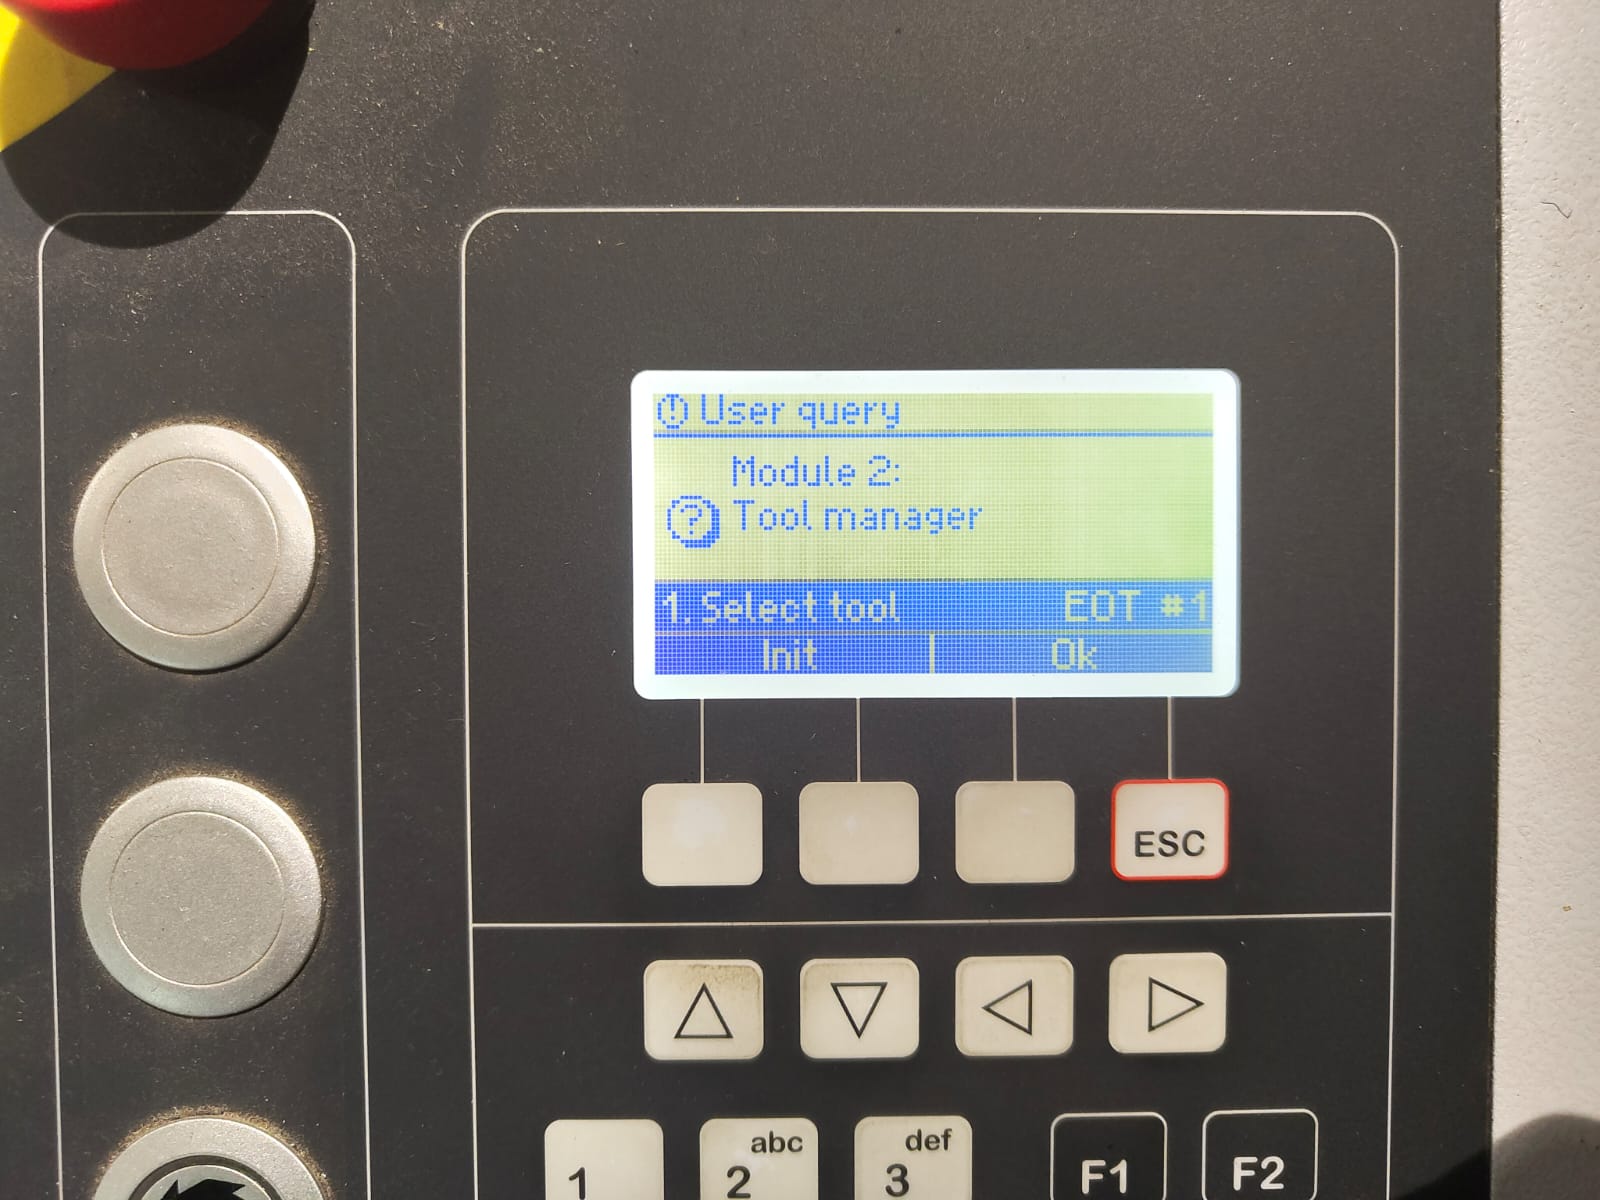 User query
Module 2:
? Tool manager
1. Select tool EOT #1
Init | Ok
ESC
1 2 abc 3 def F1 F2